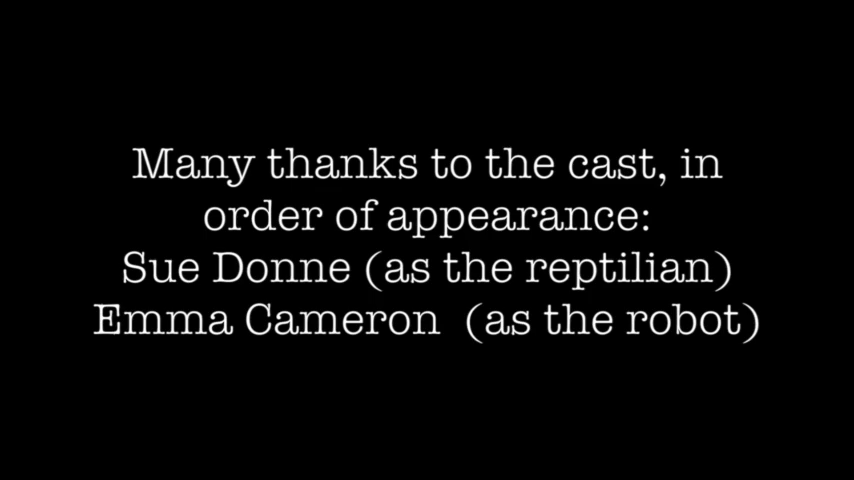 Many thanks to the cast, in
order of appearance:
Sue Donne (as the reptilian)
Emma Cameron  (as the robot)